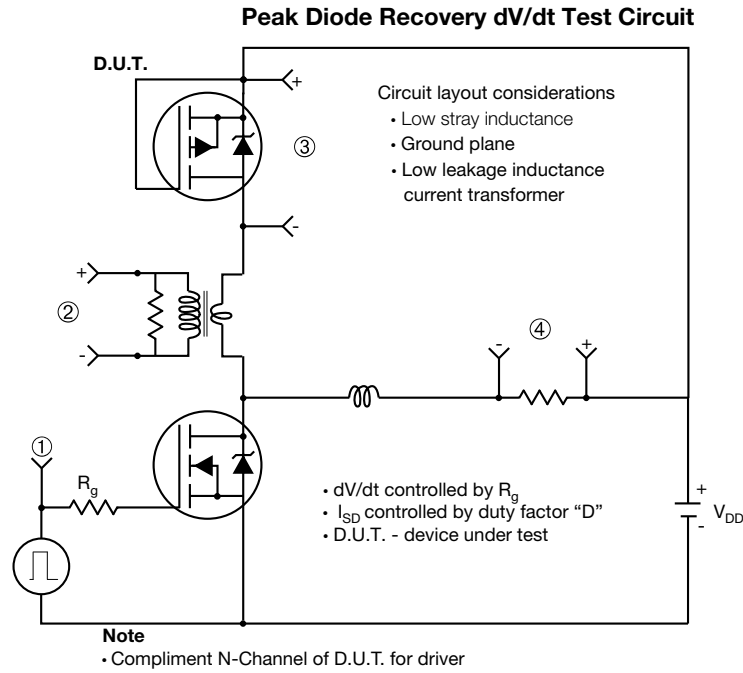 Peak Diode Recovery dV/dt Test Circuit
D.U.T.
+
Circuit layout considerations
③
• Low stray inductance
• Ground plane
• Low leakage inductance
current transformer
-
+
②
-
④
- +
①
Rg
• dV/dt controlled by Rg
• ISD controlled by duty factor “D”
• D.U.T. - device under test
+
VDD
-
Note
• Compliment N-Channel of D.U.T. for driver